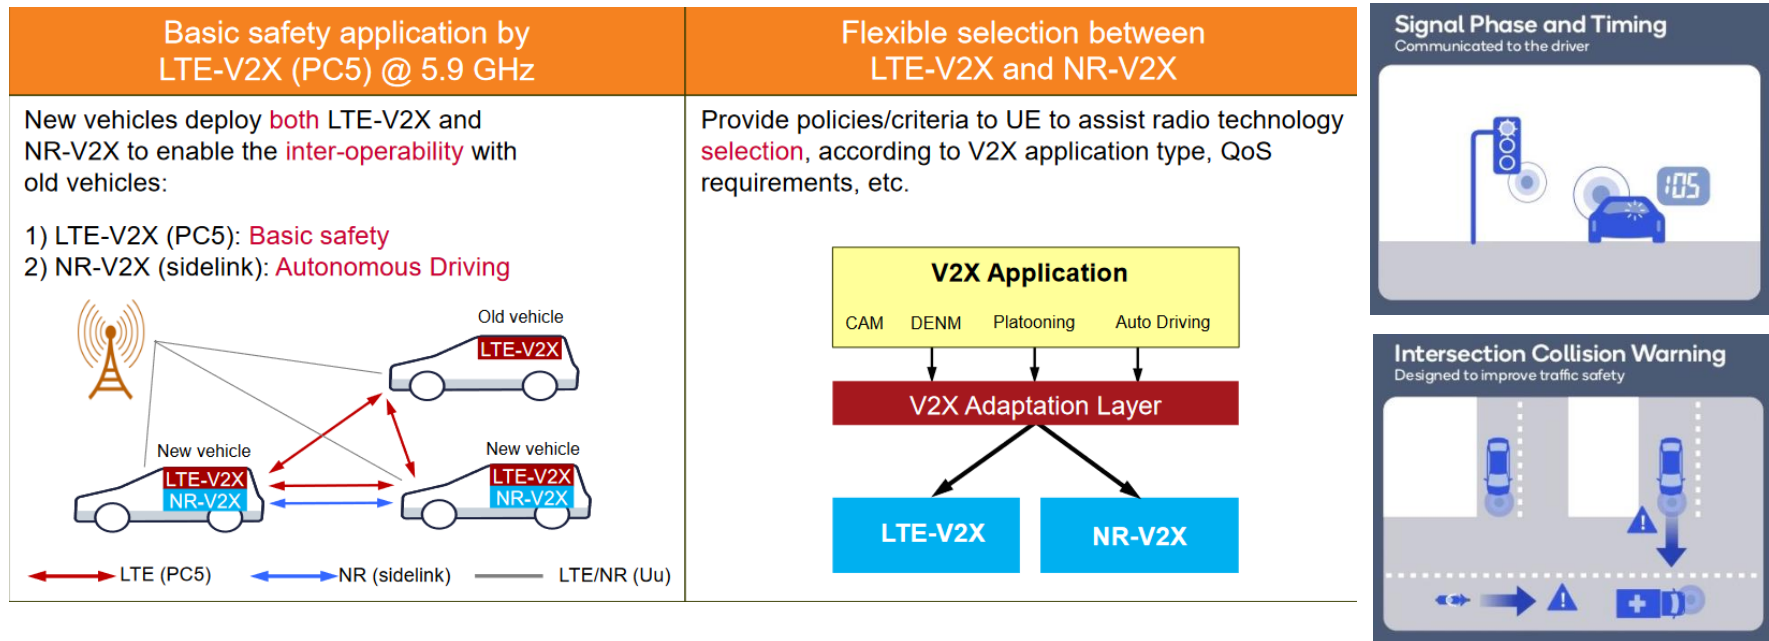 Basic safety application by
LTE-V2X (PC5) @ 5.9 GHz
New vehicles deploy both LTE-V2X and
NR-V2X to enable the inter-operability with
old vehicles:
1) LTE-V2X (PC5): Basic safety
2) NR-V2X (sidelink): Autonomous Driving
Old vehicle
LTE-V2X
New vehicle
LTE-V2X
NR-V2X
New vehicle
LTE-V2X
NR-V2X
LTE (PC5)
NR (sidelink)
LTE/NR (Uu)
Flexible selection between
LTE-V2X and NR-V2X
Provide policies/criteria to UE to assist radio technology
selection, according to V2X application type, QoS
requirements, etc.
V2X Application
CAM DENM Platooning Auto Driving
V2X Adaptation Layer
LTE-V2X
NR-V2X
Signal Phase and Timing
Communicated to the driver
:05
Intersection Collision Warning
Designed to improve traffic safety